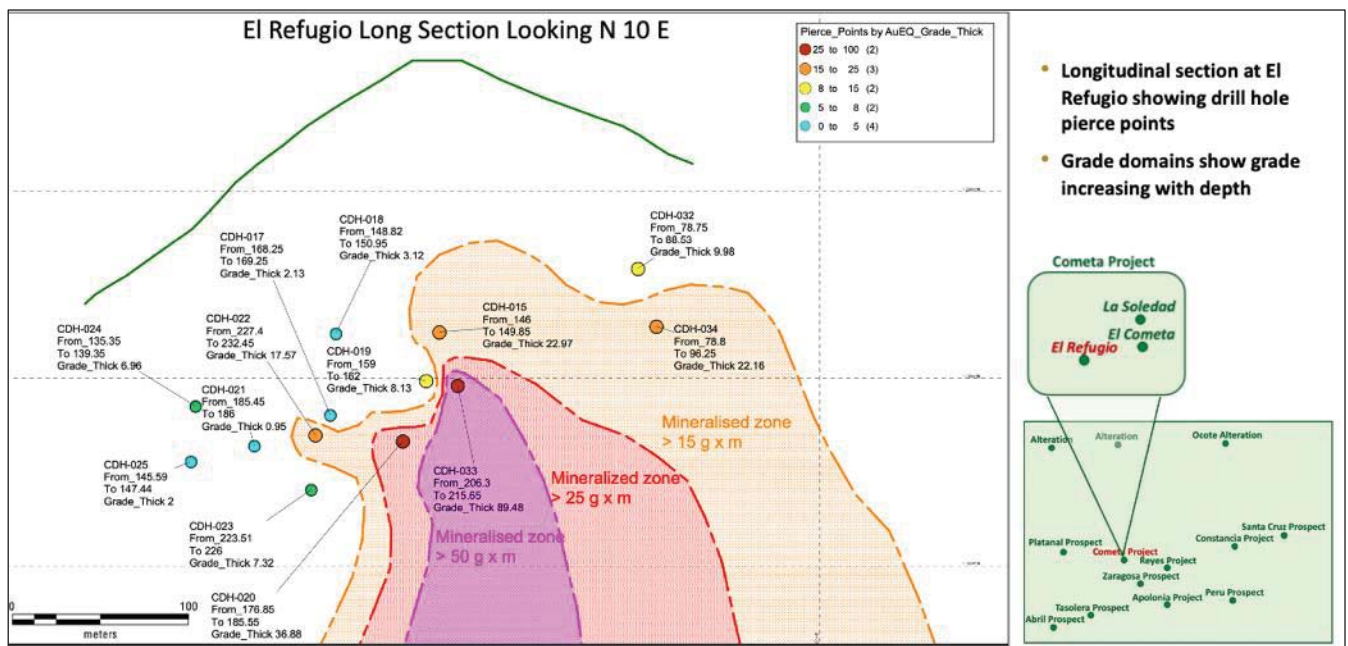 El Refugio Long Section Looking N 10 E
Pierce_Points by AuEQ_Grade_Thick
25 to 100 (2)
15 to 25 (3)
8 to 15 (2)
5 to 8 (2)
0 to 5 (4)
CDH-018
From_148.82
To 150.95
Grade_Thick 3.12
CDH-032
From_78.75
To 88.53
Grade_Thick 9.98
CDH-017
From_168.25
To 169.25
Grade_Thick 2.13
CDH-022
From_227.4
To 232.45
Grade_Thick 17.57
CDH-015
From_146
To 149.85
Grade_Thick 22.97
CDH-034
From_78.8
To 96.25
Grade_Thick 22.16
CDH-024
From_135.35
To 139.35
Grade_Thick 6.96
CDH-019
From_159
To 162
Grade_Thick 8.13
CDH-021
From_185.45
To 186
Grade_Thick 0.95
CDH-025
From_145.59
To 147.44
Grade_Thick 2
CDH-033
From_206.3
To 215.65
Grade_Thick 89.48
CDH-023
From_223.51
To 226
Grade_Thick 7.32
CDH-020
From_176.85
To 185.55
Grade_Thick 36.88
Mineralised zone
> 15 g x m
Mineralized zone
> 25 g x m
Mineralised zone
> 50 g x m
0 100
meters
• Longitudinal section at El
Refugio showing drill hole
pierce points
• Grade domains show grade
increasing with depth
Cometa Project
La Soledad
El Cometa
El Refugio
Alteration
Alteration
Ocote Alteration
Santa Cruz Prospect
Constancia Project
Platanal Prospect
Project
Reyes Project
Zaragosa Prospect
Peru Prospect
Apolonia Project
Tasolera Prospect
Abril Prospect